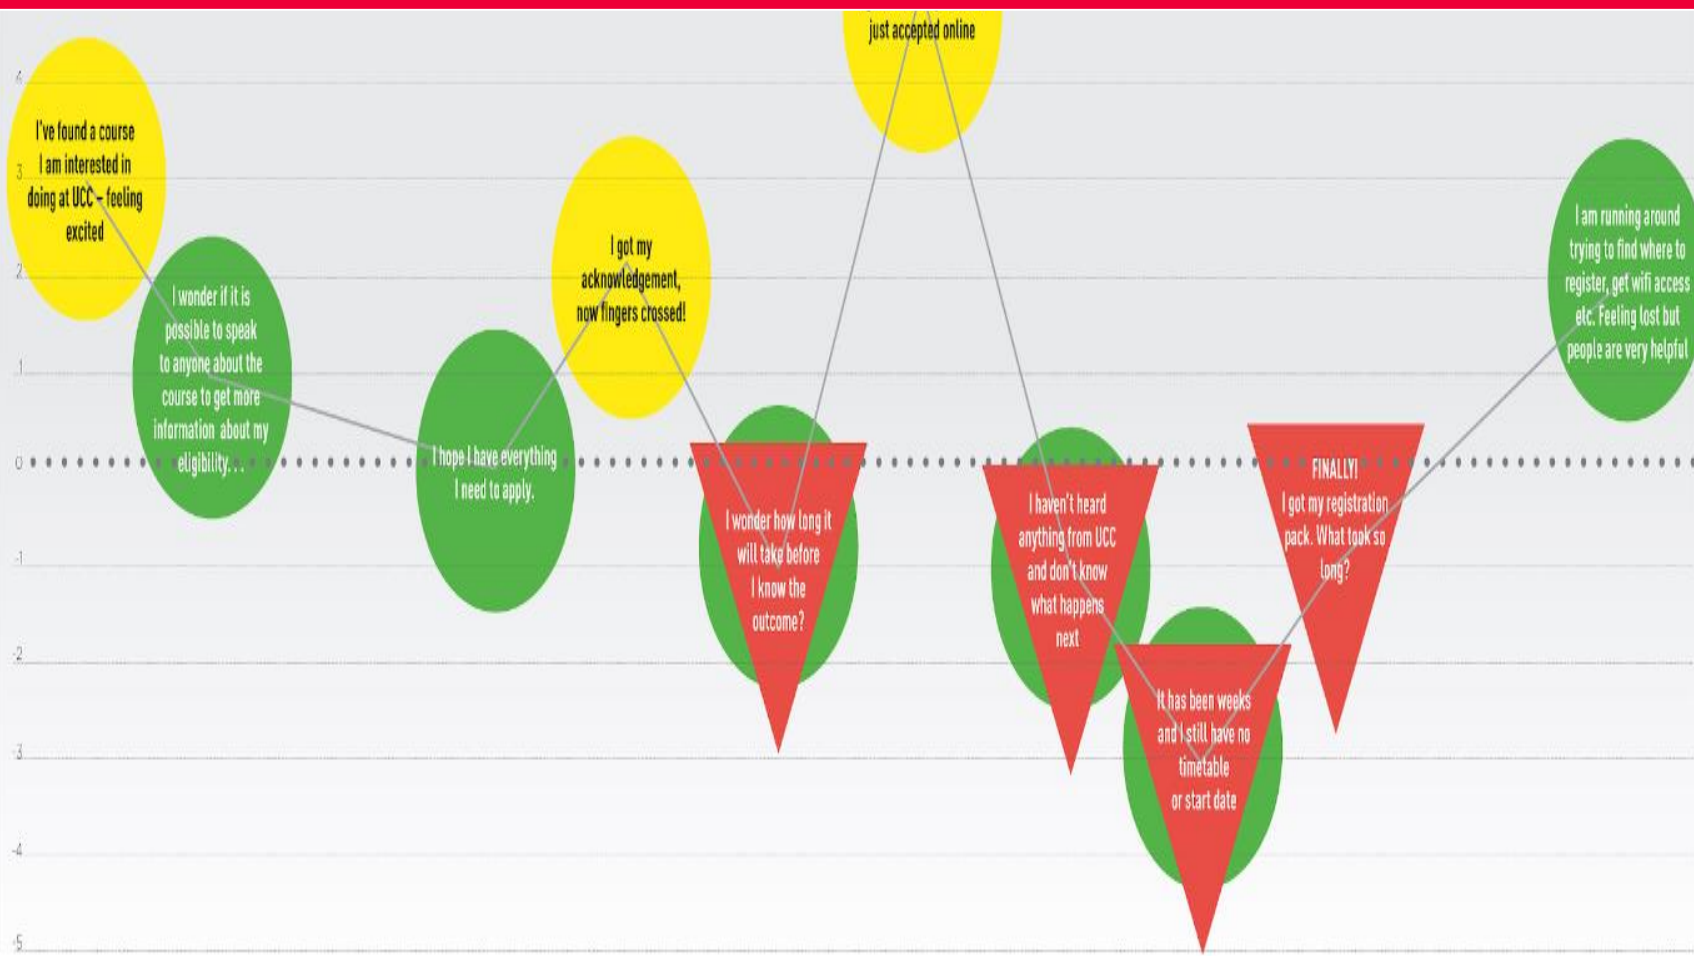 just accepted online
4
3
2
1
0
-1
-2
-3
-4
-5
I've found a course
I am interested in
doing at UCC – feeling
excited
I wonder if it is
possible to speak
to anyone about the
course to get more
information about my
eligibility...
I hope I have everything
I need to apply.
I got my
acknowledgement,
now fingers crossed!
I wonder how long it
will take before
I know the
outcome?
I haven't heard
anything from UCC
and don't know
what happens
next
It has been weeks
and I still have no
timetable
or start date
FINALLY!
I got my registration
pack. What took so
long?
I am running around
trying to find where to
register, get wifi access
etc. Feeling lost but
people are very helpful